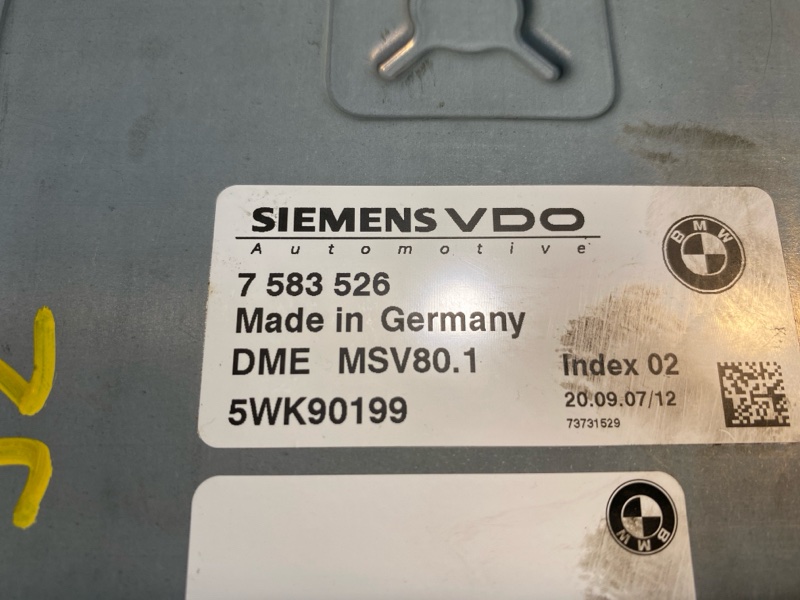 SIEMENS VDO
Automotive
BMW
7 583 526
Made in Germany
DME MSV80.1
Index 02
5WK90199
20.09.07/12
73731529
BMW